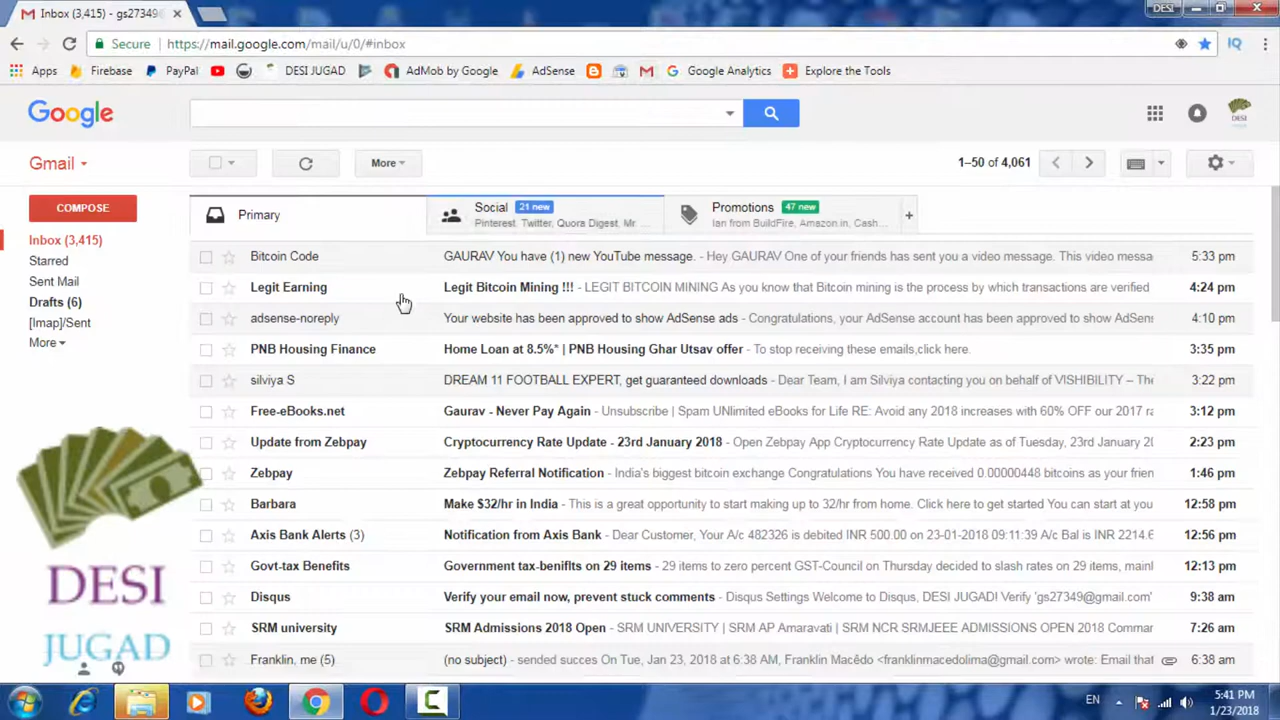 Inbox (3,415) - gs27349
DESI
Secure
https://mail.google.com/mail/u/0/#inbox
IQ
Apps
Firebase
PayPal
DESI JUGAD
AdMob by Google
AdSense
Google Analytics
Explore the Tools
Google
DESI
Gmail
More
1–50 of 4,061
COMPOSE
Inbox (3,415)
Starred
Sent Mail
Drafts (6)
[Imap]/Sent
More
Primary
Social 21 new
Pinterest, Twitter, Quora Digest, Mr ...
Promotions 47 new
Ian from BuildFire, Amazon.in, Cash...
+
Bitcoin Code GAURAV You have (1) new YouTube message. - Hey GAURAV One of your friends has sent you a video message. This video messa 5:33 pm
Legit Earning Legit Bitcoin Mining !!! - LEGIT BITCOIN MINING As you know that Bitcoin mining is the process by which transactions are verified 4:24 pm
adsense-noreply Your website has been approved to show AdSense ads - Congratulations, your AdSense account has been approved to show AdSens 4:10 pm
PNB Housing Finance Home Loan at 8.5%* | PNB Housing Ghar Utsav offer - To stop receiving these emails,click here. 3:35 pm
silviya S DREAM 11 FOOTBALL EXPERT, get guaranteed downloads - Dear Team, I am Silviya contacting you on behalf of VISHIBILITY – The 3:22 pm
Free-eBooks.net Gaurav - Never Pay Again - Unsubscribe | Spam UNlimited eBooks for Life RE: Avoid any 2018 increases with 60% OFF our 2017 ra 3:12 pm
Update from Zebpay Cryptocurrency Rate Update - 23rd January 2018 - Open Zebpay App Cryptocurrency Rate Update as of Tuesday, 23rd January 2018, 2:23 pm
Zebpay Zebpay Referral Notification - India's biggest bitcoin exchange Congratulations You have received 0.00000448 bitcoins as your frien 1:46 pm
Barbara Make $32/hr in India - This is a great opportunity to start making up to 32/hr from home. Click here to get started You can start at you 12:58 pm
Axis Bank Alerts (3) Notification from Axis Bank - Dear Customer, Your A/c 482326 is debited INR 500.00 on 23-01-2018 09:11:39 A/c Bal is INR 2214.6 12:56 pm
Govt-tax Benefits Government tax-benifits on 29 items - 29 items to zero percent GST-Council on Thursday decided to slash rates on 29 items, mainl 12:13 pm
Disqus Verify your email now, prevent stuck comments - Disqus Settings Welcome to Disqus, DESI JUGAD! Verify 'gs27349@gmail.com' 9:38 am
SRM university SRM Admissions 2018 Open - SRM UNIVERSITY | SRM AP Amaravati | SRM NCR SRMJEEE ADMISSIONS OPEN 2018 Comman 7:26 am
Franklin, me (5) (no subject) - sended succes On Tue, Jan 23, 2018 at 6:38 AM, Franklin Macêdo <franklinmacedolima@gmail.com> wrote: Email that 6:38 am
DESI
JUGAD
EN
5:41 PM
1/23/2018